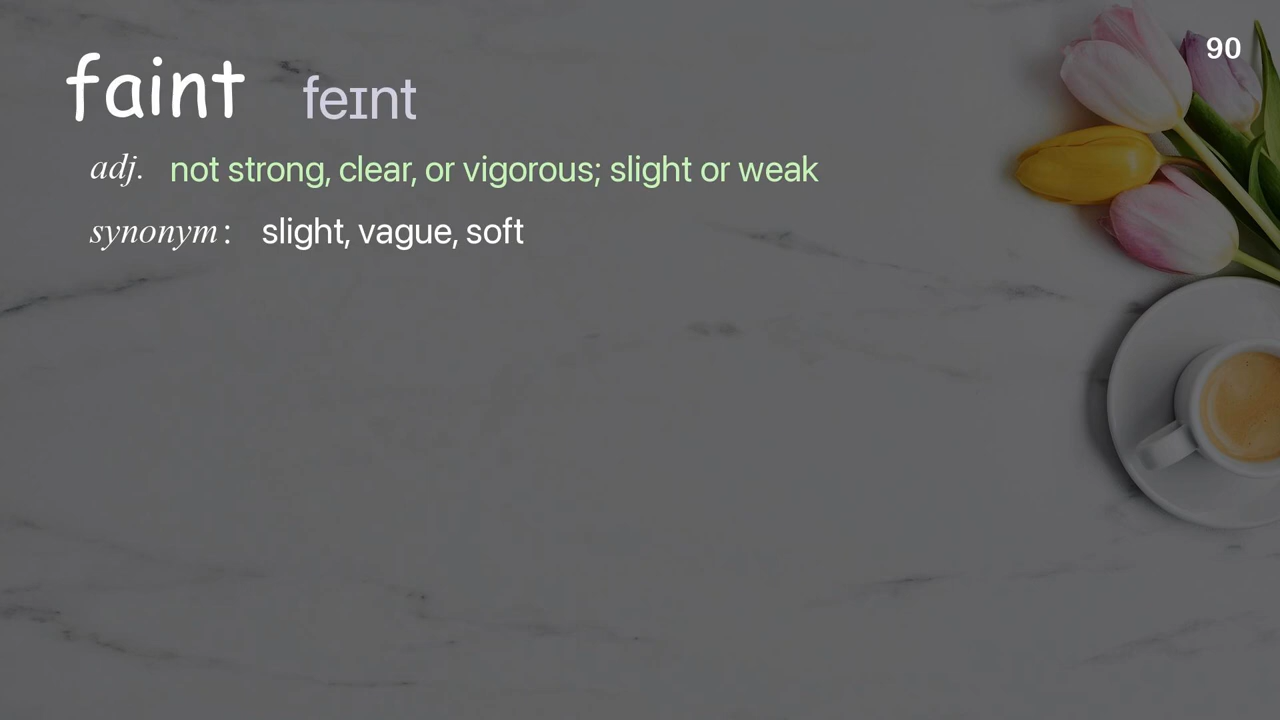 90
faint feɪnt
adj. not strong, clear, or vigorous; slight or weak
synonym: slight, vague, soft